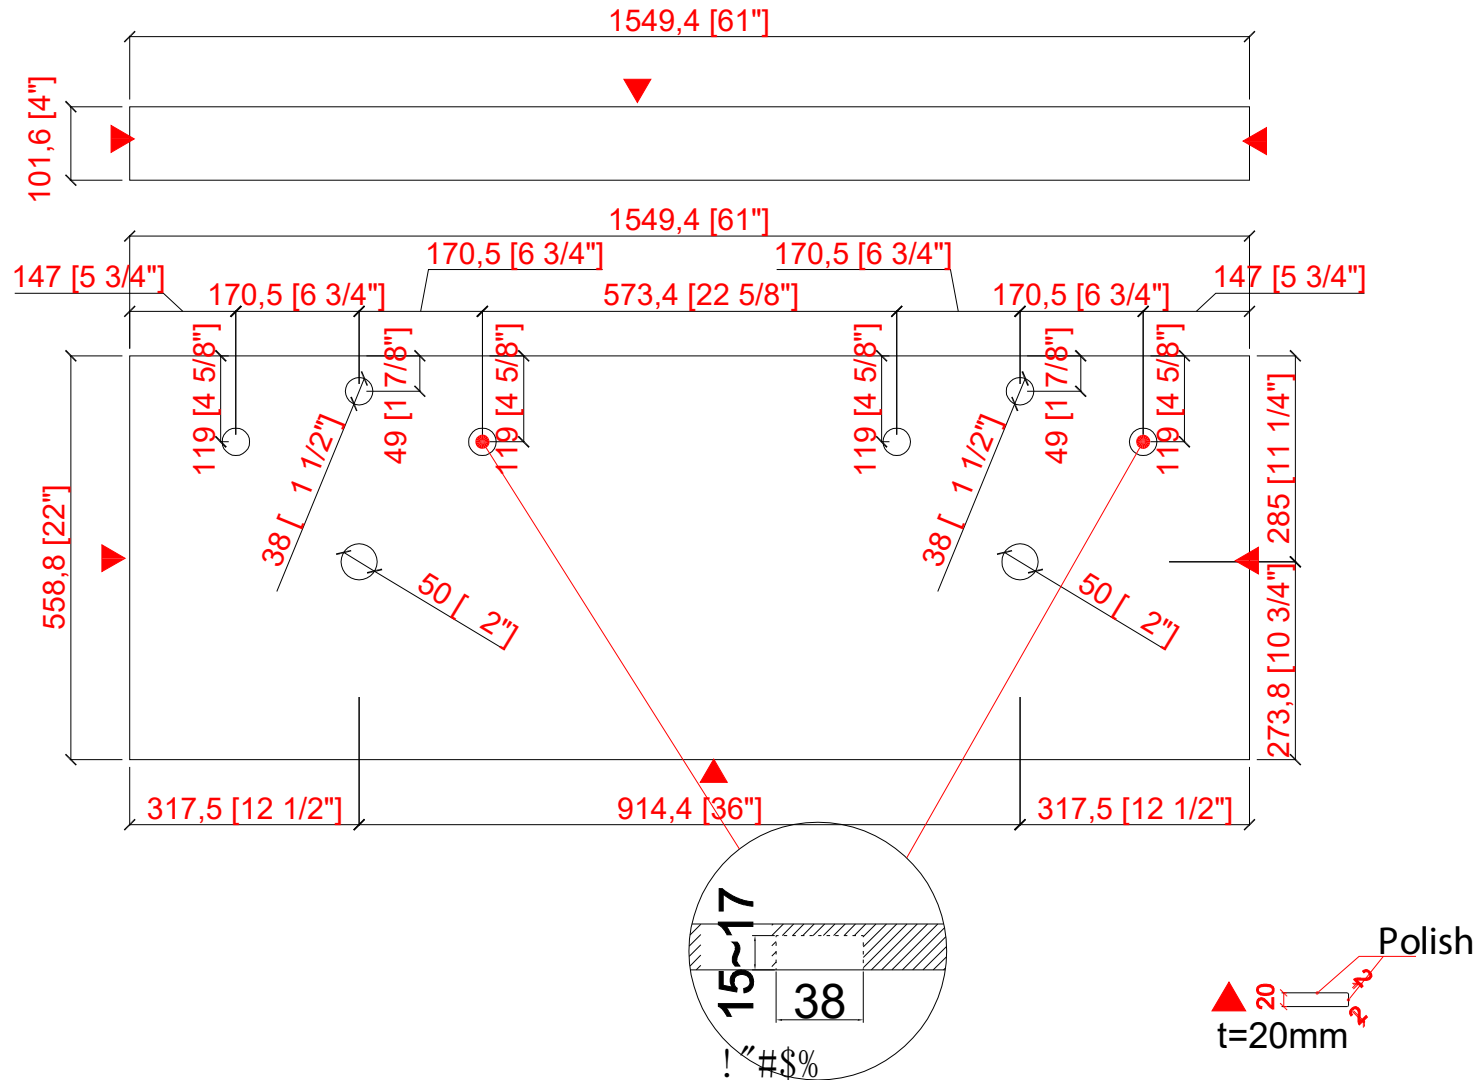 1549,4 [61"]
101,6 [4"]
1549,4 [61"]
170,5 [6 3/4"]
170,5 [6 3/4"]
147 [5 3/4"]
170,5 [6 3/4"]
573,4 [22 5/8"]
170,5 [6 3/4"]
147 [5 3/4"]
119 [4 5/8"]
49 [1 7/8"]
119 [4 5/8"]
119 [4 5/8"]
49 [1 7/8"]
119 [4 5/8"]
38 [ 1 1/2"]
38 [ 1 1/2"]
285 [11 1/4"]
558,8 [22"]
50 [ 2"]
50 [ 2"]
273,8 [10 3/4"]
317,5 [12 1/2"]
914,4 [36"]
317,5 [12 1/2"]
15~17
38
!"#$%
Polish
20
2
2
t=20mm